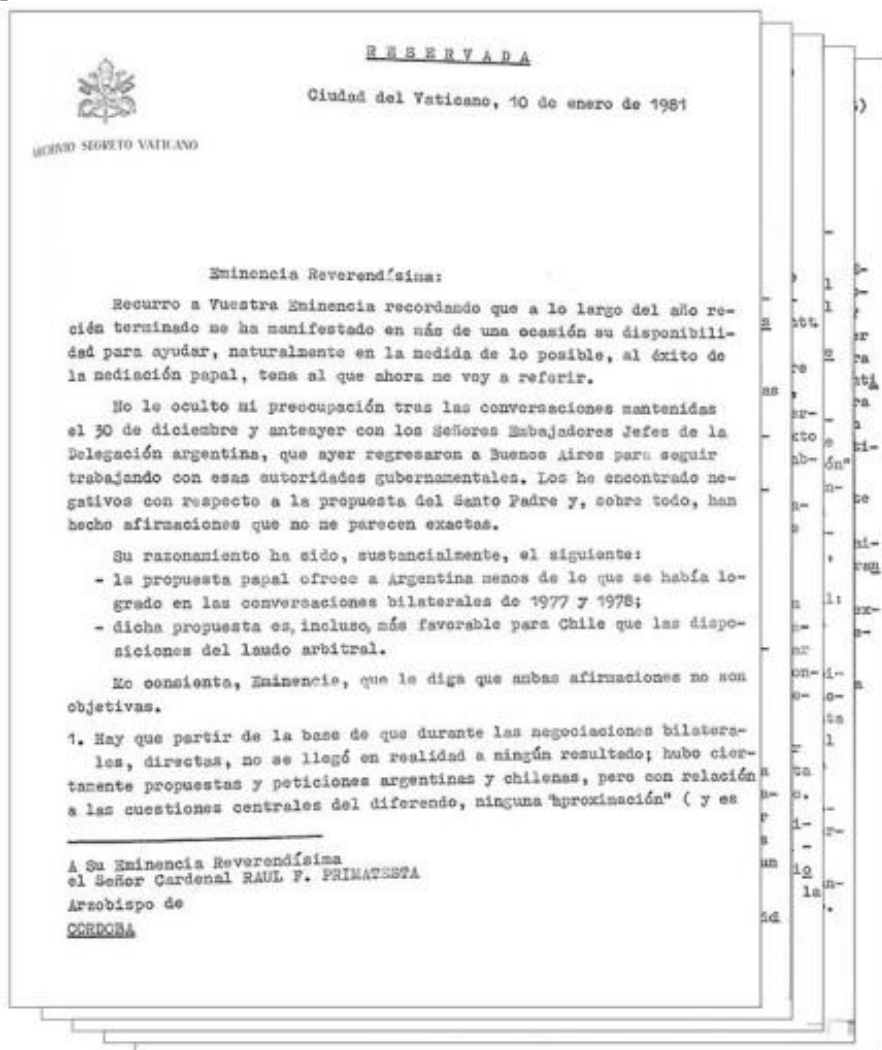 RESERVADA
Ciudad del Vaticano, 10 de enero de 1981
ARCHIVIO SEGRETO VATICANO
Eminencia Reverendísima:
Recurro a Vuestra Eminencia recordando que a lo largo del año re-
cién terminado me ha manifestado en más de una ocasión su disponibili-
dad para ayudar, naturalmente en la medida de lo posible, al éxito de
la mediación papal, tema al que ahora me voy a referir.
No le oculto mi preocupación tras las conversaciones mantenidas
el 30 de diciembre y anteayer con los Señores Embajadores Jefes de la
Delegación argentina, que ayer regresaron a Buenos Aires para seguir
trabajando con esas autoridades gubernamentales. Los he encontrado ne-
gativos con respecto a la propuesta del Santo Padre y, sobre todo, han
hecho afirmaciones que no me parecen exactas.
Su razonamiento ha sido, sustancialmente, el siguiente:
- la propuesta papal ofrece a Argentina menos de lo que se había lo-
grado en las conversaciones bilaterales de 1977 y 1978;
- dicha propuesta es, incluso, más favorable para Chile que las dispo-
siciones del laudo arbitral.
Me consienta, Eminencia, que le diga que ambas afirmaciones no son
objetivas.
1. Hay que partir de la base de que durante las negociaciones bilatera-
les, directas, no se llegó en realidad a ningún resultado; hubo cier-
tamente propuestas y peticiones argentinas y chilenas, pero con relación
a las cuestiones centrales del diferendo, ninguna "aproximación" ( y es
A Su Eminencia Reverendísima
el Señor Cardenal RAUL F. PRIMATESTA
Arzobispo de
CORDOBA